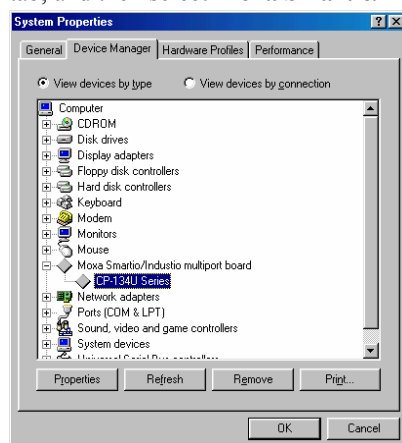 System Properties
General Device Manager Hardware Profiles Performance
View devices by type View devices by connection
Computer
CDROM
Disk drives
Display adapters
Floppy disk controllers
Hard disk controllers
Keyboard
Modem
Monitors
Mouse
Moxa Smartio/Industio multiport board
CP-134U Series
Network adapters
Ports (COM & LPT)
Sound, video and game controllers
System devices
Properties Refresh Remove Print...
OK Cancel